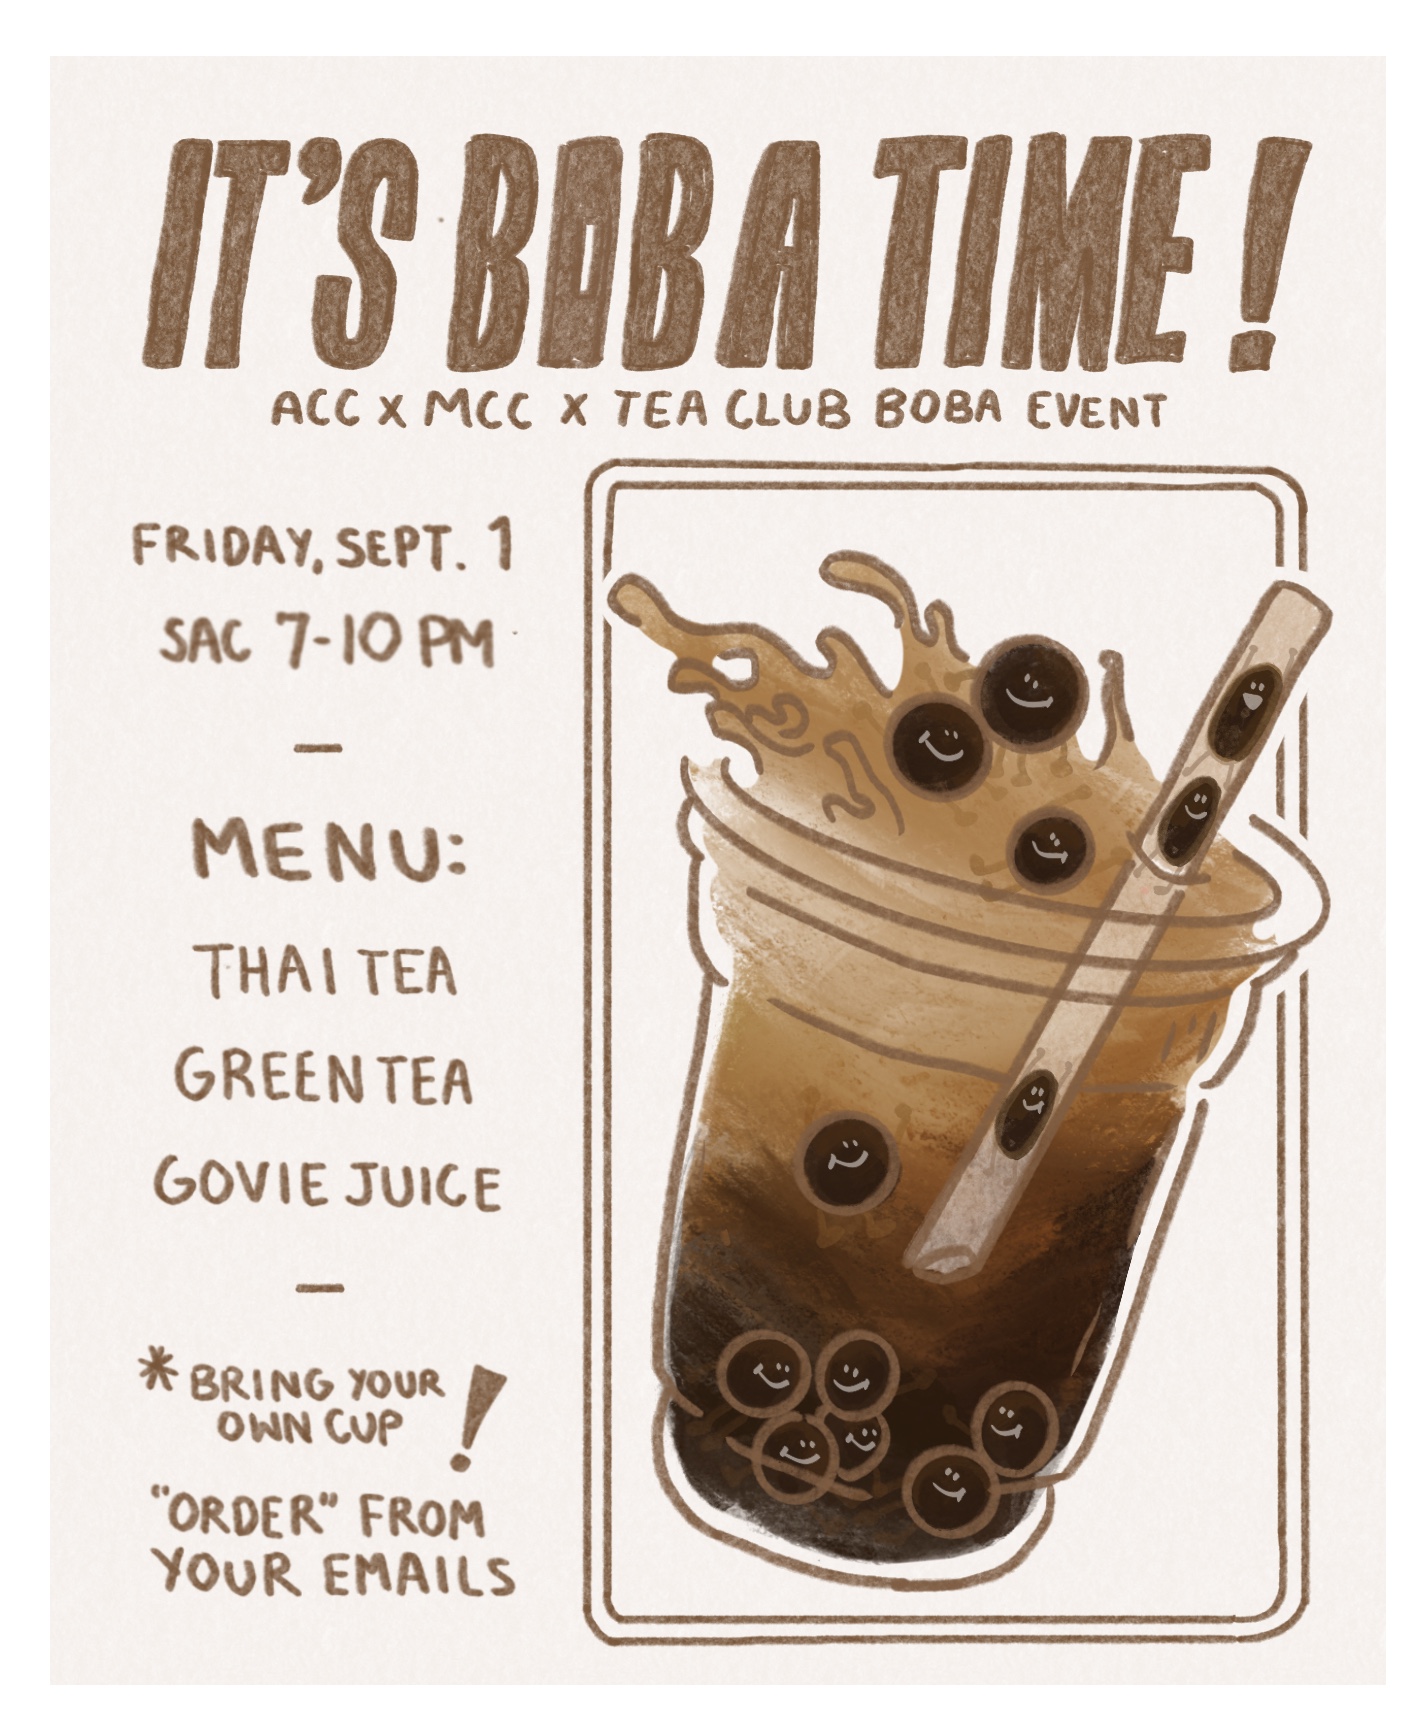 IT'S BOBA TIME!
ACC X MCC X TEA CLUB BOBA EVENT
FRIDAY, SEPT. 1
SAC 7-10 PM
—
MENU:
THAI TEA
GREEN TEA
GOVIE JUICE
—
* BRING YOUR
OWN CUP !
"ORDER" FROM
YOUR EMAILS